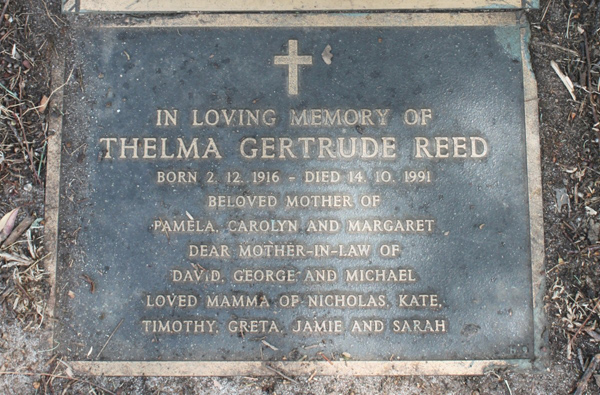 IN LOVING MEMORY OF
THELMA GERTRUDE REED
BORN 2. 12. 1916 - DIED 14. 10. 1991
BELOVED MOTHER OF
PAMELA, CAROLYN AND MARGARET
DEAR MOTHER-IN-LAW OF
DAVID, GEORGE AND MICHAEL
LOVED MAMMA OF NICHOLAS, KATE,
TIMOTHY, GRETA, JAMIE AND SARAH